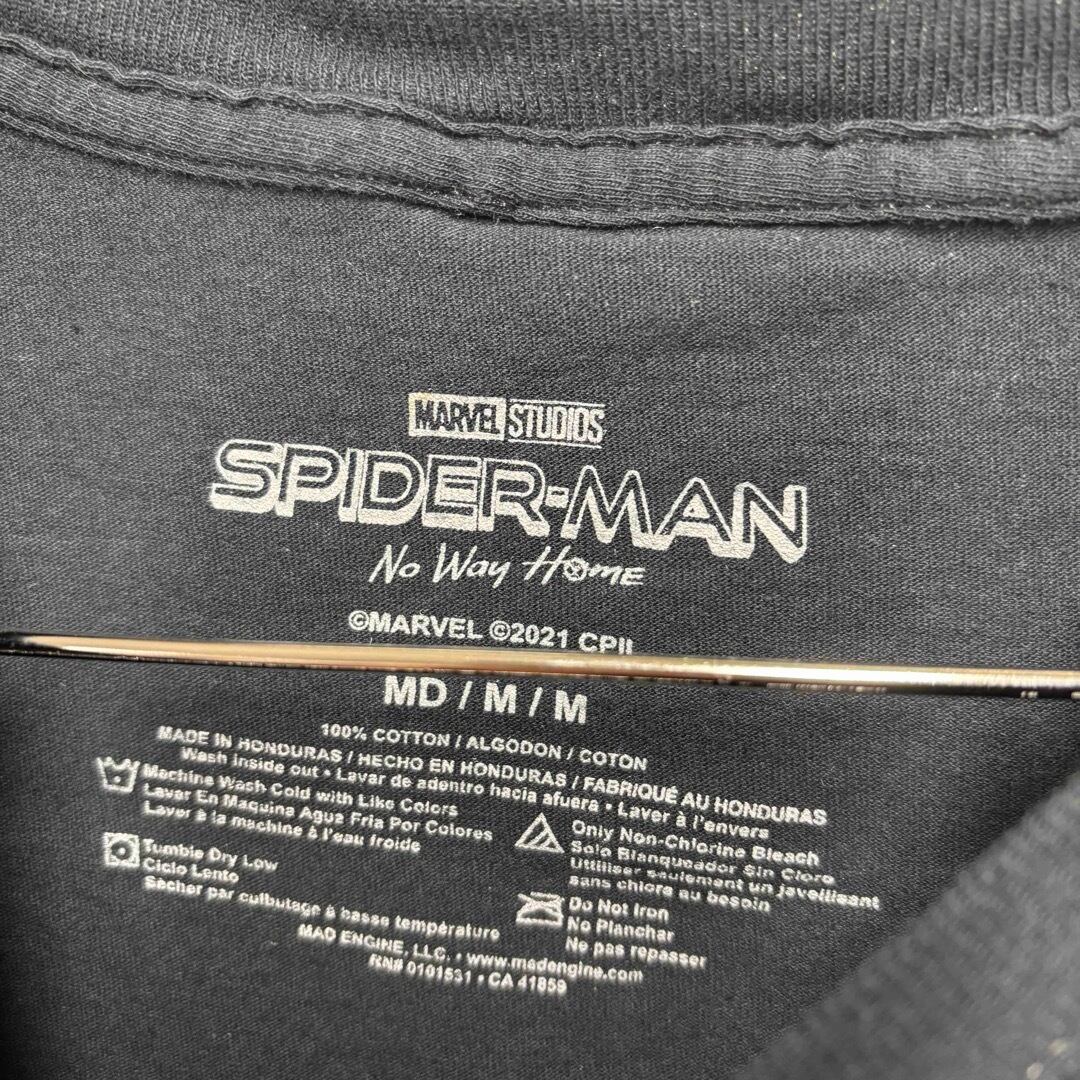 MARVEL STUDIOS
SPIDER-MAN
No Way Home
©MARVEL ©2021 CPII
MD / M / M
100% COTTON / ALGODON / COTON
MADE IN HONDURAS / HECHO EN HONDURAS / FABRIQUÉ AU HONDURAS
Wash inside out • Lavar de adentro hacia afuera • Laver à l'envers
Machine Wash Cold with Like Colors
Lavar En Maquina Agua Fria Por Colores
Laver à la machine à l'eau froide
Only Non-Chlorine Bleach
Solo Blanqueador Sin Cloro
Utiliser seulement un javellisant
sans chlora au besoin
Tumble Dry Low
Ciclo Lento
Sècher par culbutage à basse température
Do Not Iron
No Planchar
Ne pas repasser
MAD ENGINE, LLC. • www.madengine.com
RN# 0101531 • CA 41859